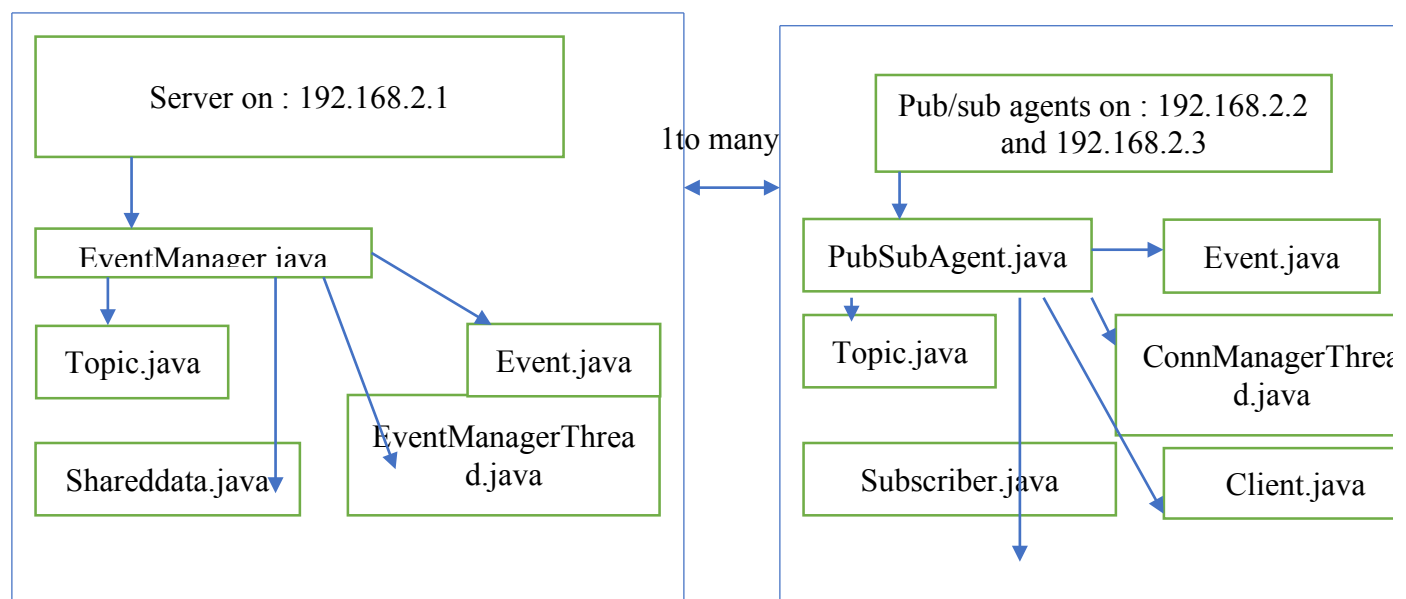 Server on : 192.168.2.1
EventManager.java
Topic.java
Event.java
EventManagerThrea
d.java
Shareddata.java
1to many
Pub/sub agents on : 192.168.2.2
and 192.168.2.3
PubSubAgent.java
Event.java
Topic.java
ConnManagerThrea
d.java
Subscriber.java
Client.java